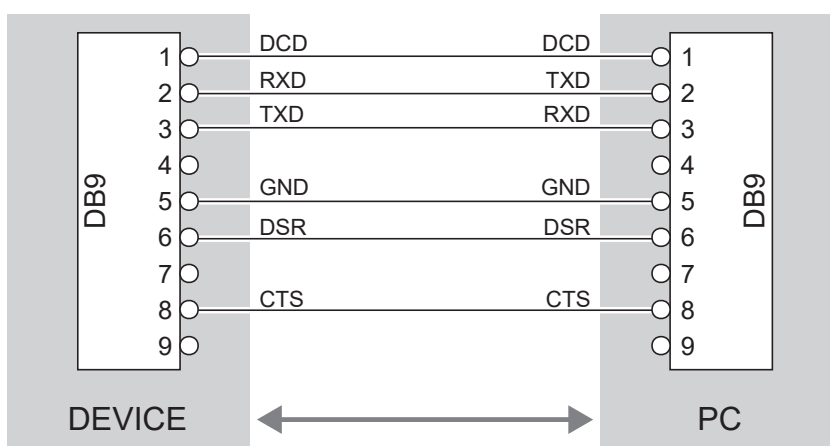 DCD DCD
1 1
RXD TXD
2 2
TXD RXD
3 3
4 4
DB9 DB9
GND GND
5 5
DSR DSR
6 6
7 7
CTS CTS
8 8
9 9
DEVICE PC